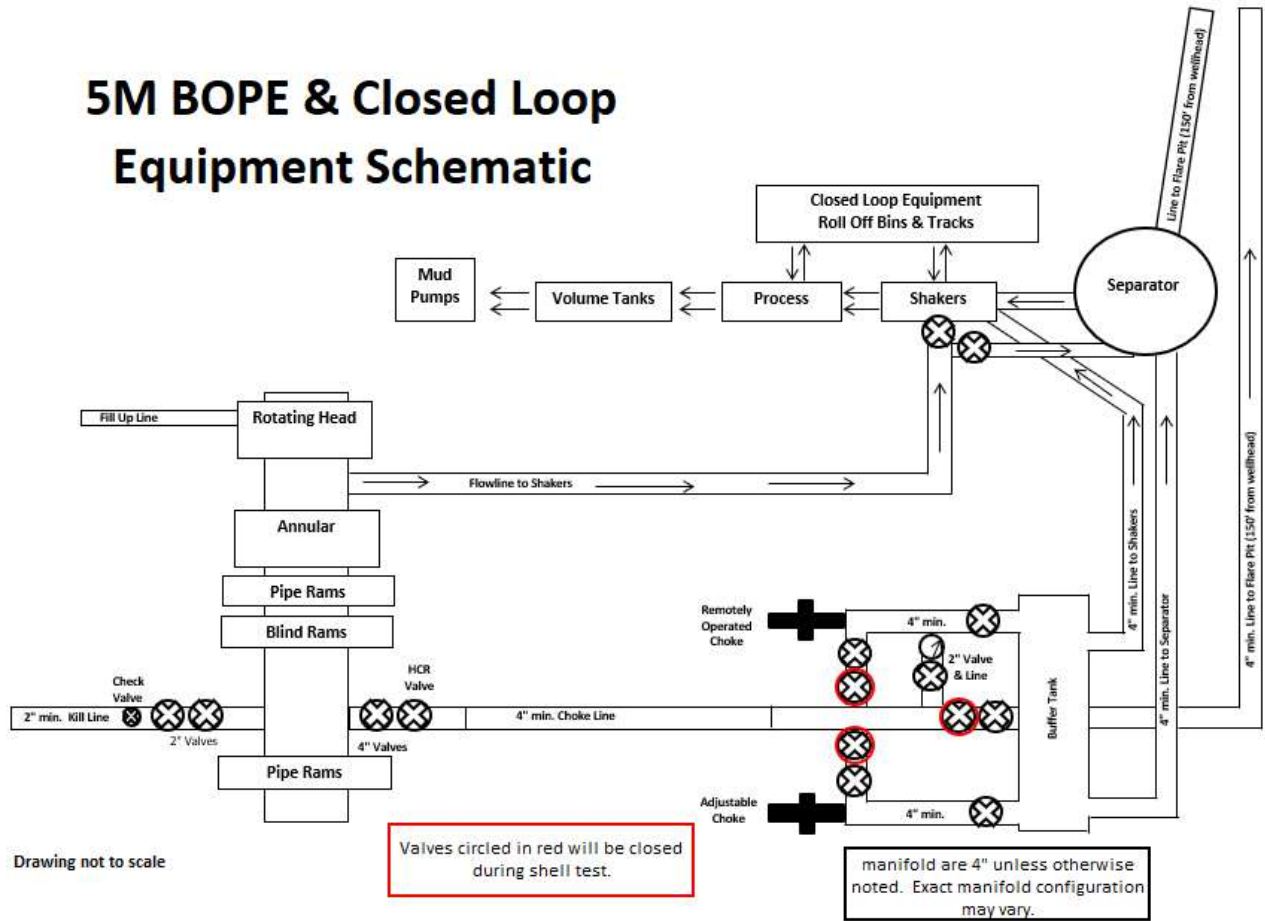 5M BOPE & Closed Loop
Equipment Schematic
Closed Loop Equipment
Roll Off Bins & Tracks
Line to Flare Pit (150' from wellhead)
Mud
Pumps
Volume Tanks
Process
Shakers
Separator
Fill Up Line
Rotating Head
Flowline to Shakers
Annular
Pipe Rams
Blind Rams
Remotely
Operated
Choke
4" min.
2" Valve
& Line
4" min. Line to Shakers
4" min. Line to Separator
4" min. Line to Flare Pit (150' from wellhead)
Check
Valve
HCR
Valve
2" min. Kill Line
4" min. Choke Line
2" Valves
4" Valves
Buffer Tank
Pipe Rams
Adjustable
Choke
4" min.
Drawing not to scale
Valves circled in red will be closed
during shell test.
manifold are 4" unless otherwise
noted. Exact manifold configuration
may vary.